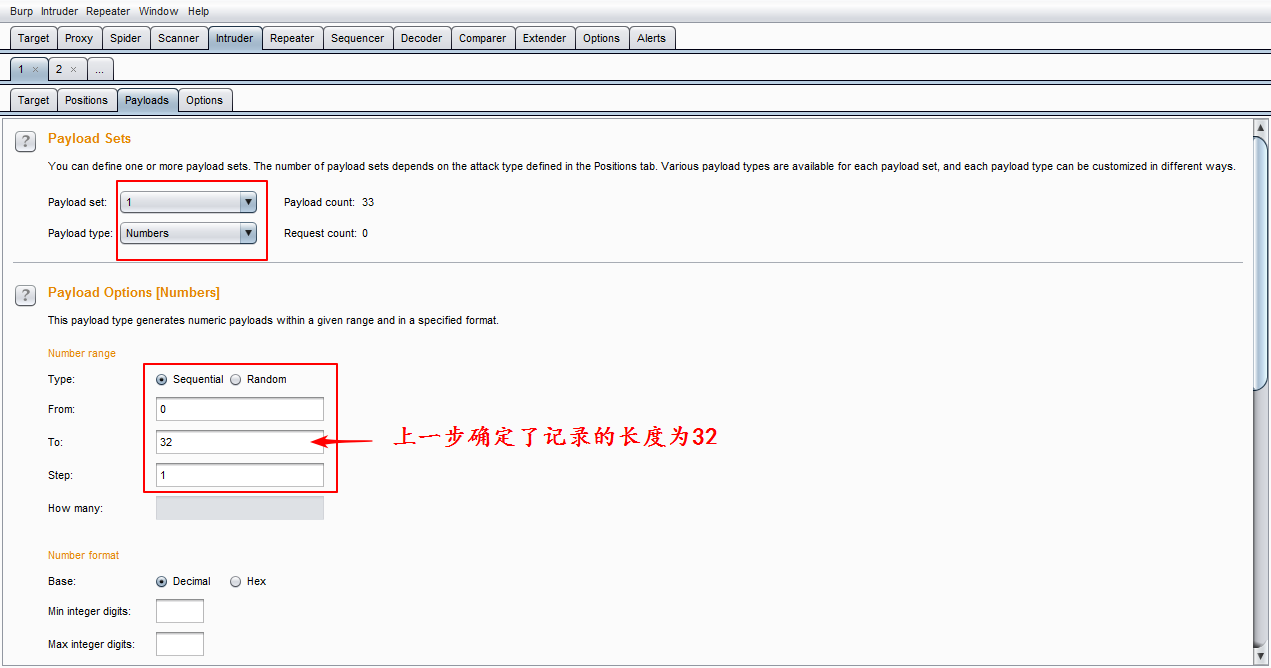 Burp Intruder Repeater Window Help
Target Proxy Spider Scanner Intruder Repeater Sequencer Decoder Comparer Extender Options Alerts
1 × 2 × ...
Target Positions Payloads Options
? Payload Sets
You can define one or more payload sets. The number of payload sets depends on the attack type defined in the Positions tab. Various payload types are available for each payload set, and each payload type can be customized in different ways.
Payload set: 1 Payload count: 33
Payload type: Numbers Request count: 0
? Payload Options [Numbers]
This payload type generates numeric payloads within a given range and in a specified format.
Number range
Type: Sequential Random
From: 0
To: 32 上一步确定了记录的长度为32
Step: 1
How many:
Number format
Base: Decimal Hex
Min integer digits:
Max integer digits: